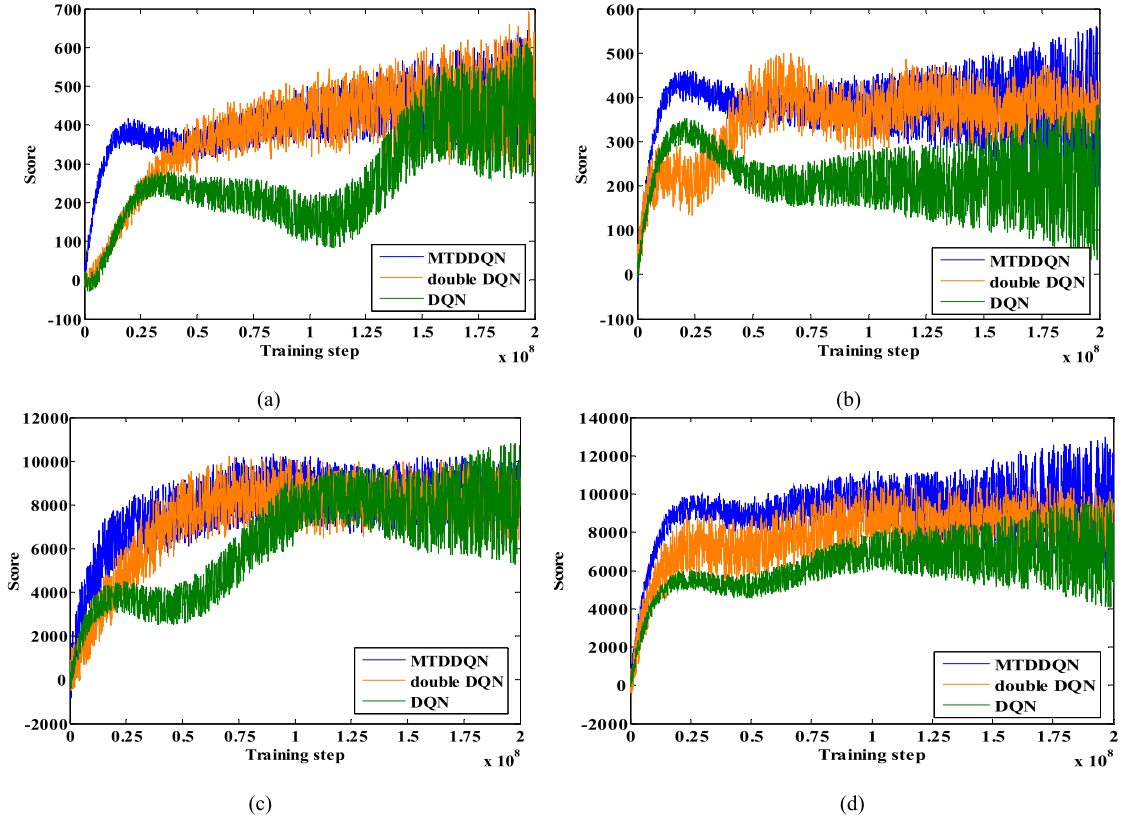 700
600
500
400
300
200
100
0
-100
Score
0 0.25 0.5 0.75 1 1.25 1.5 1.75 2
Training step
x 10^8
MTDDQN
double DQN
DQN
(a)
600
500
400
300
200
100
0
-100
Score
0 0.25 0.5 0.75 1 1.25 1.5 1.75 2
Training step
x 10^8
MTDDQN
double DQN
DQN
(b)
12000
10000
8000
6000
4000
2000
0
-2000
Score
0 0.25 0.5 0.75 1 1.25 1.5 1.75 2
Training step
x 10^8
MTDDQN
double DQN
DQN
(c)
14000
12000
10000
8000
6000
4000
2000
0
-2000
Score
0 0.25 0.5 0.75 1 1.25 1.5 1.75 2
Training step
x 10^8
MTDDQN
double DQN
DQN
(d)